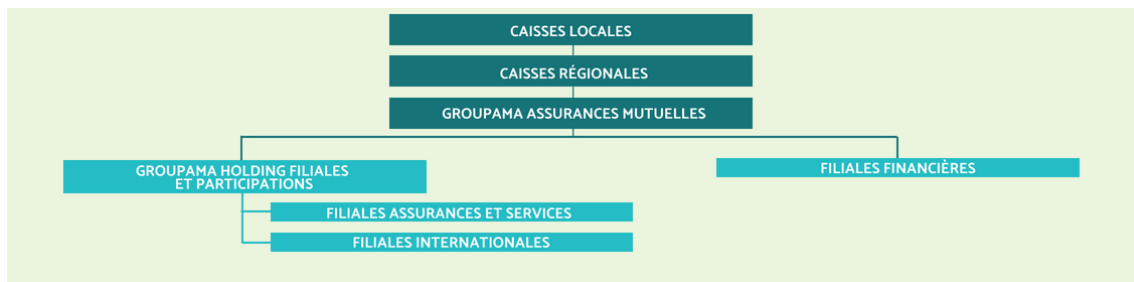 CAISSES LOCALES
CAISSES RÉGIONALES
GROUPAMA ASSURANCES MUTUELLES
GROUPAMA HOLDING FILIALES
ET PARTICIPATIONS
FILIALES FINANCIÈRES
FILIALES ASSURANCES ET SERVICES
FILIALES INTERNATIONALES